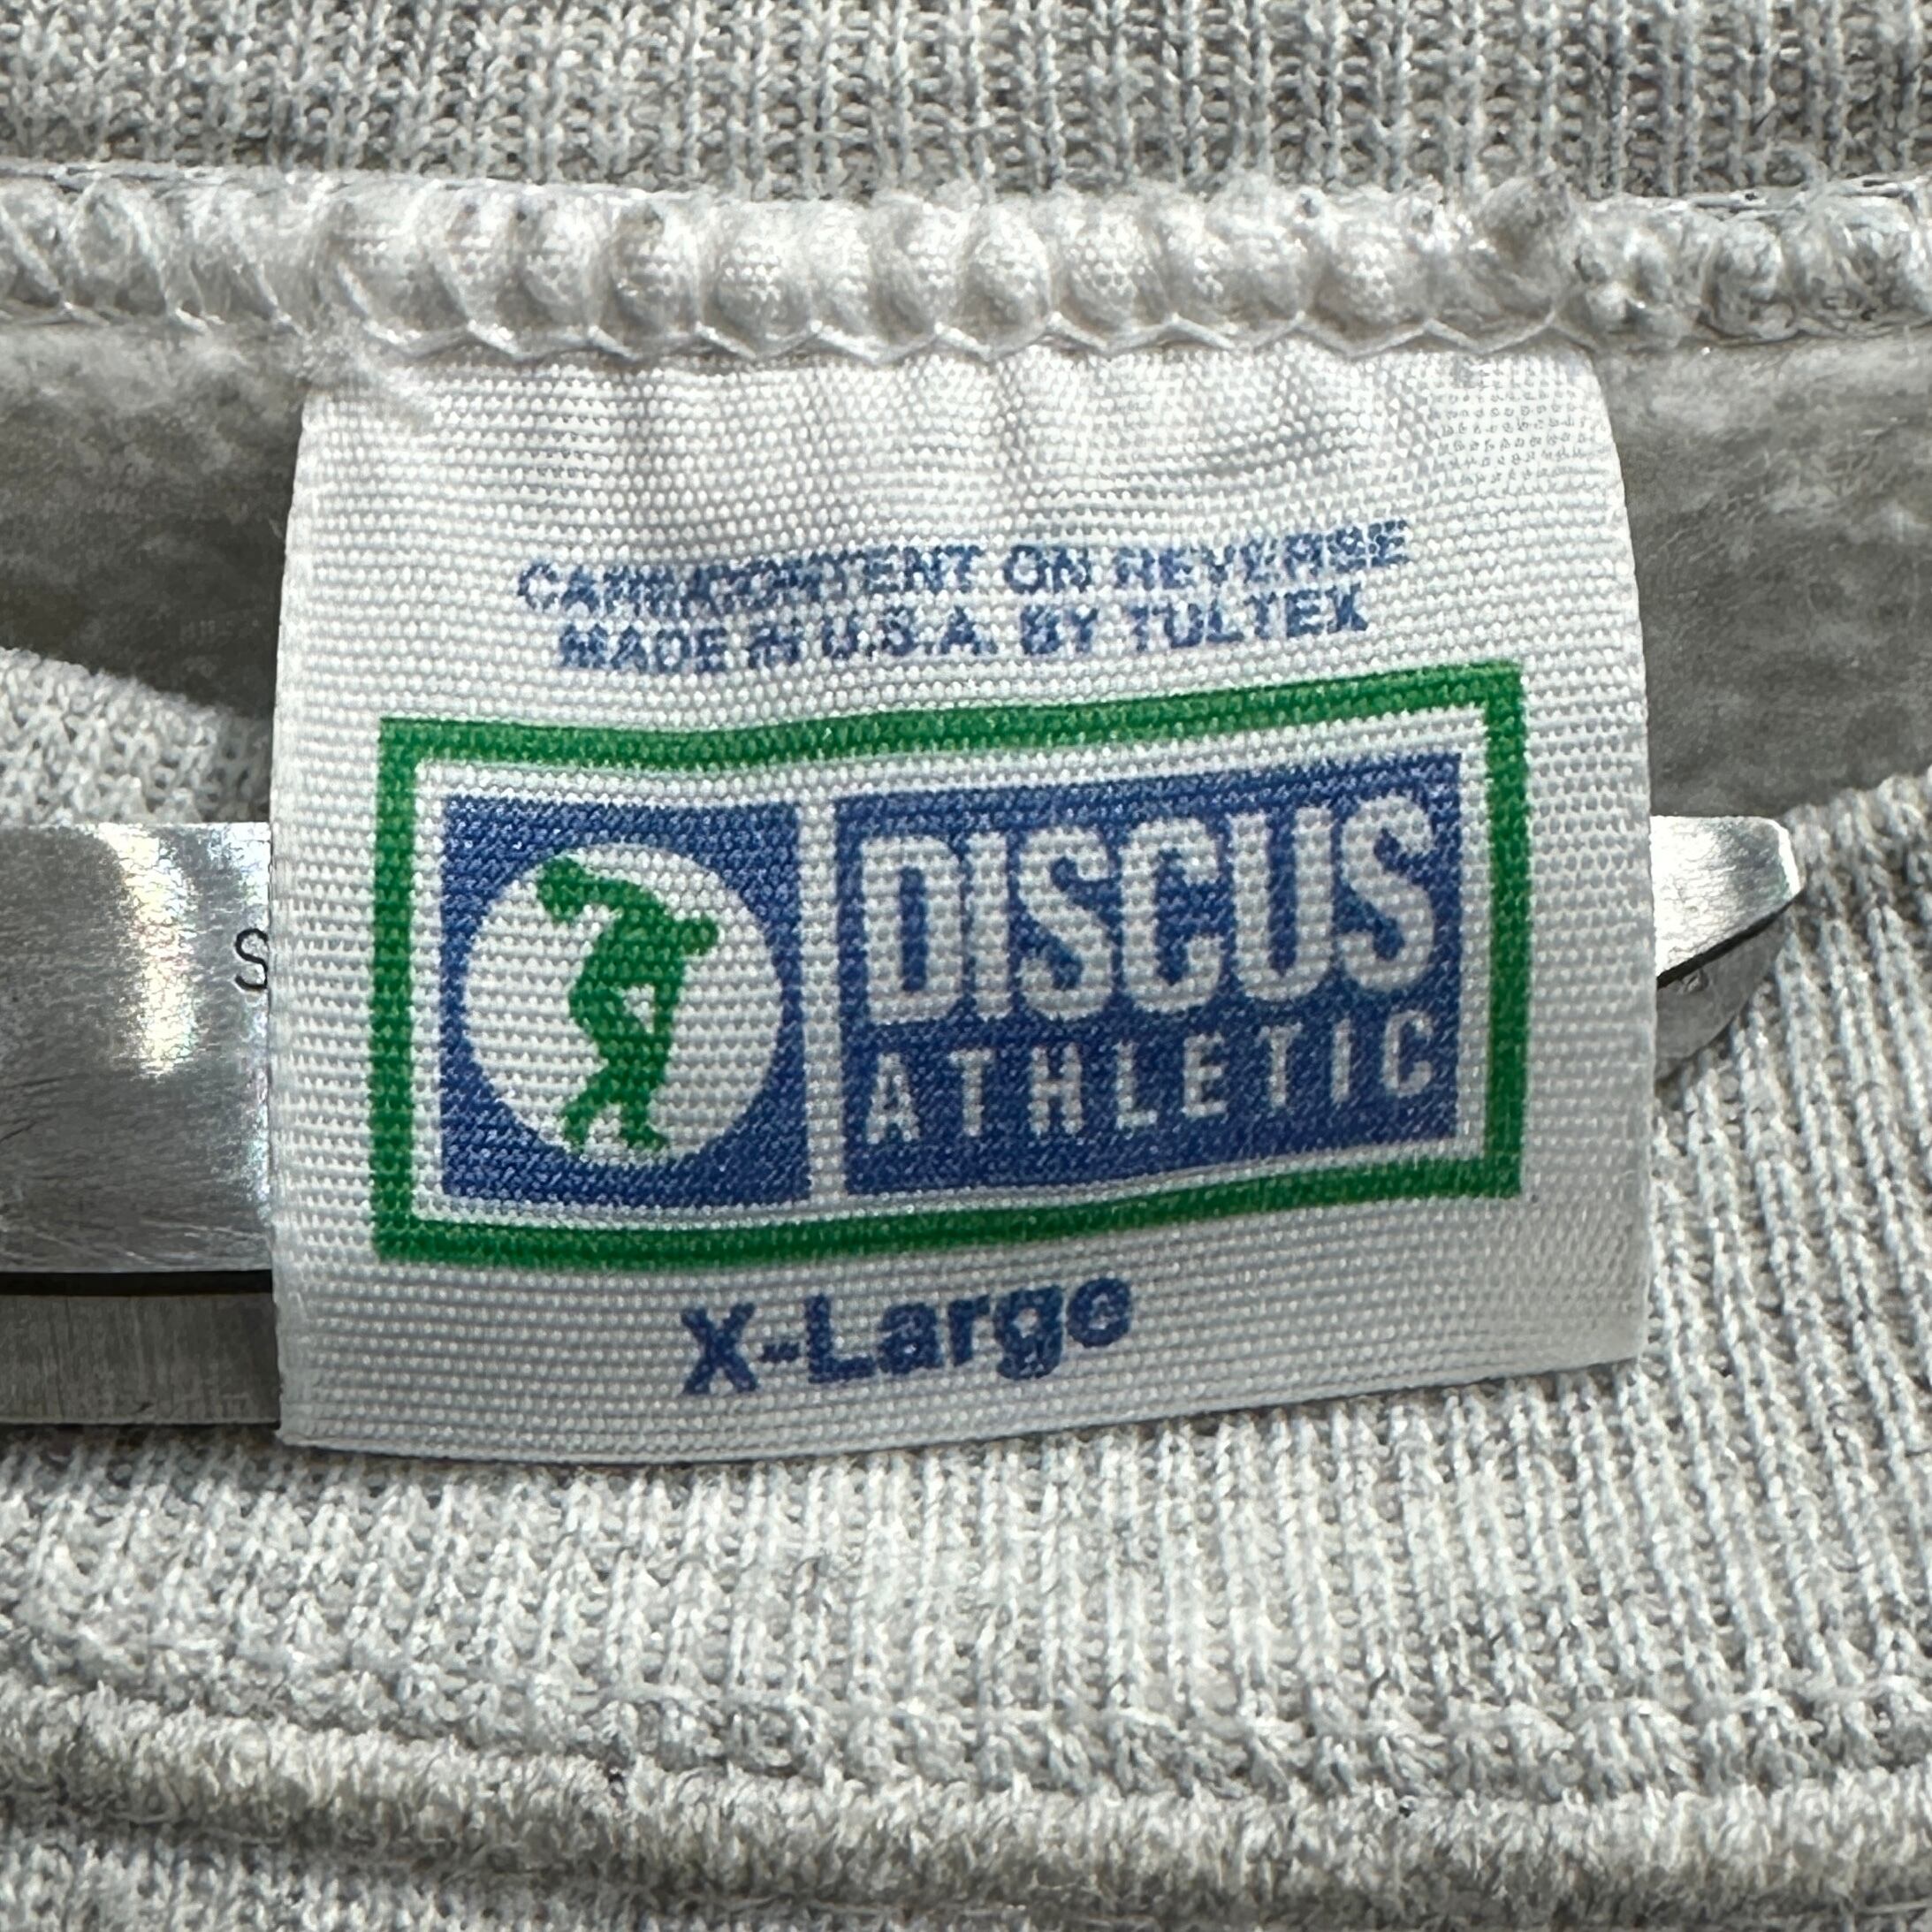 CARE/CONTENT ON REVERSE
MADE IN U.S.A. BY TULTEX
DISCUS
ATHLETIC
X-Large
S